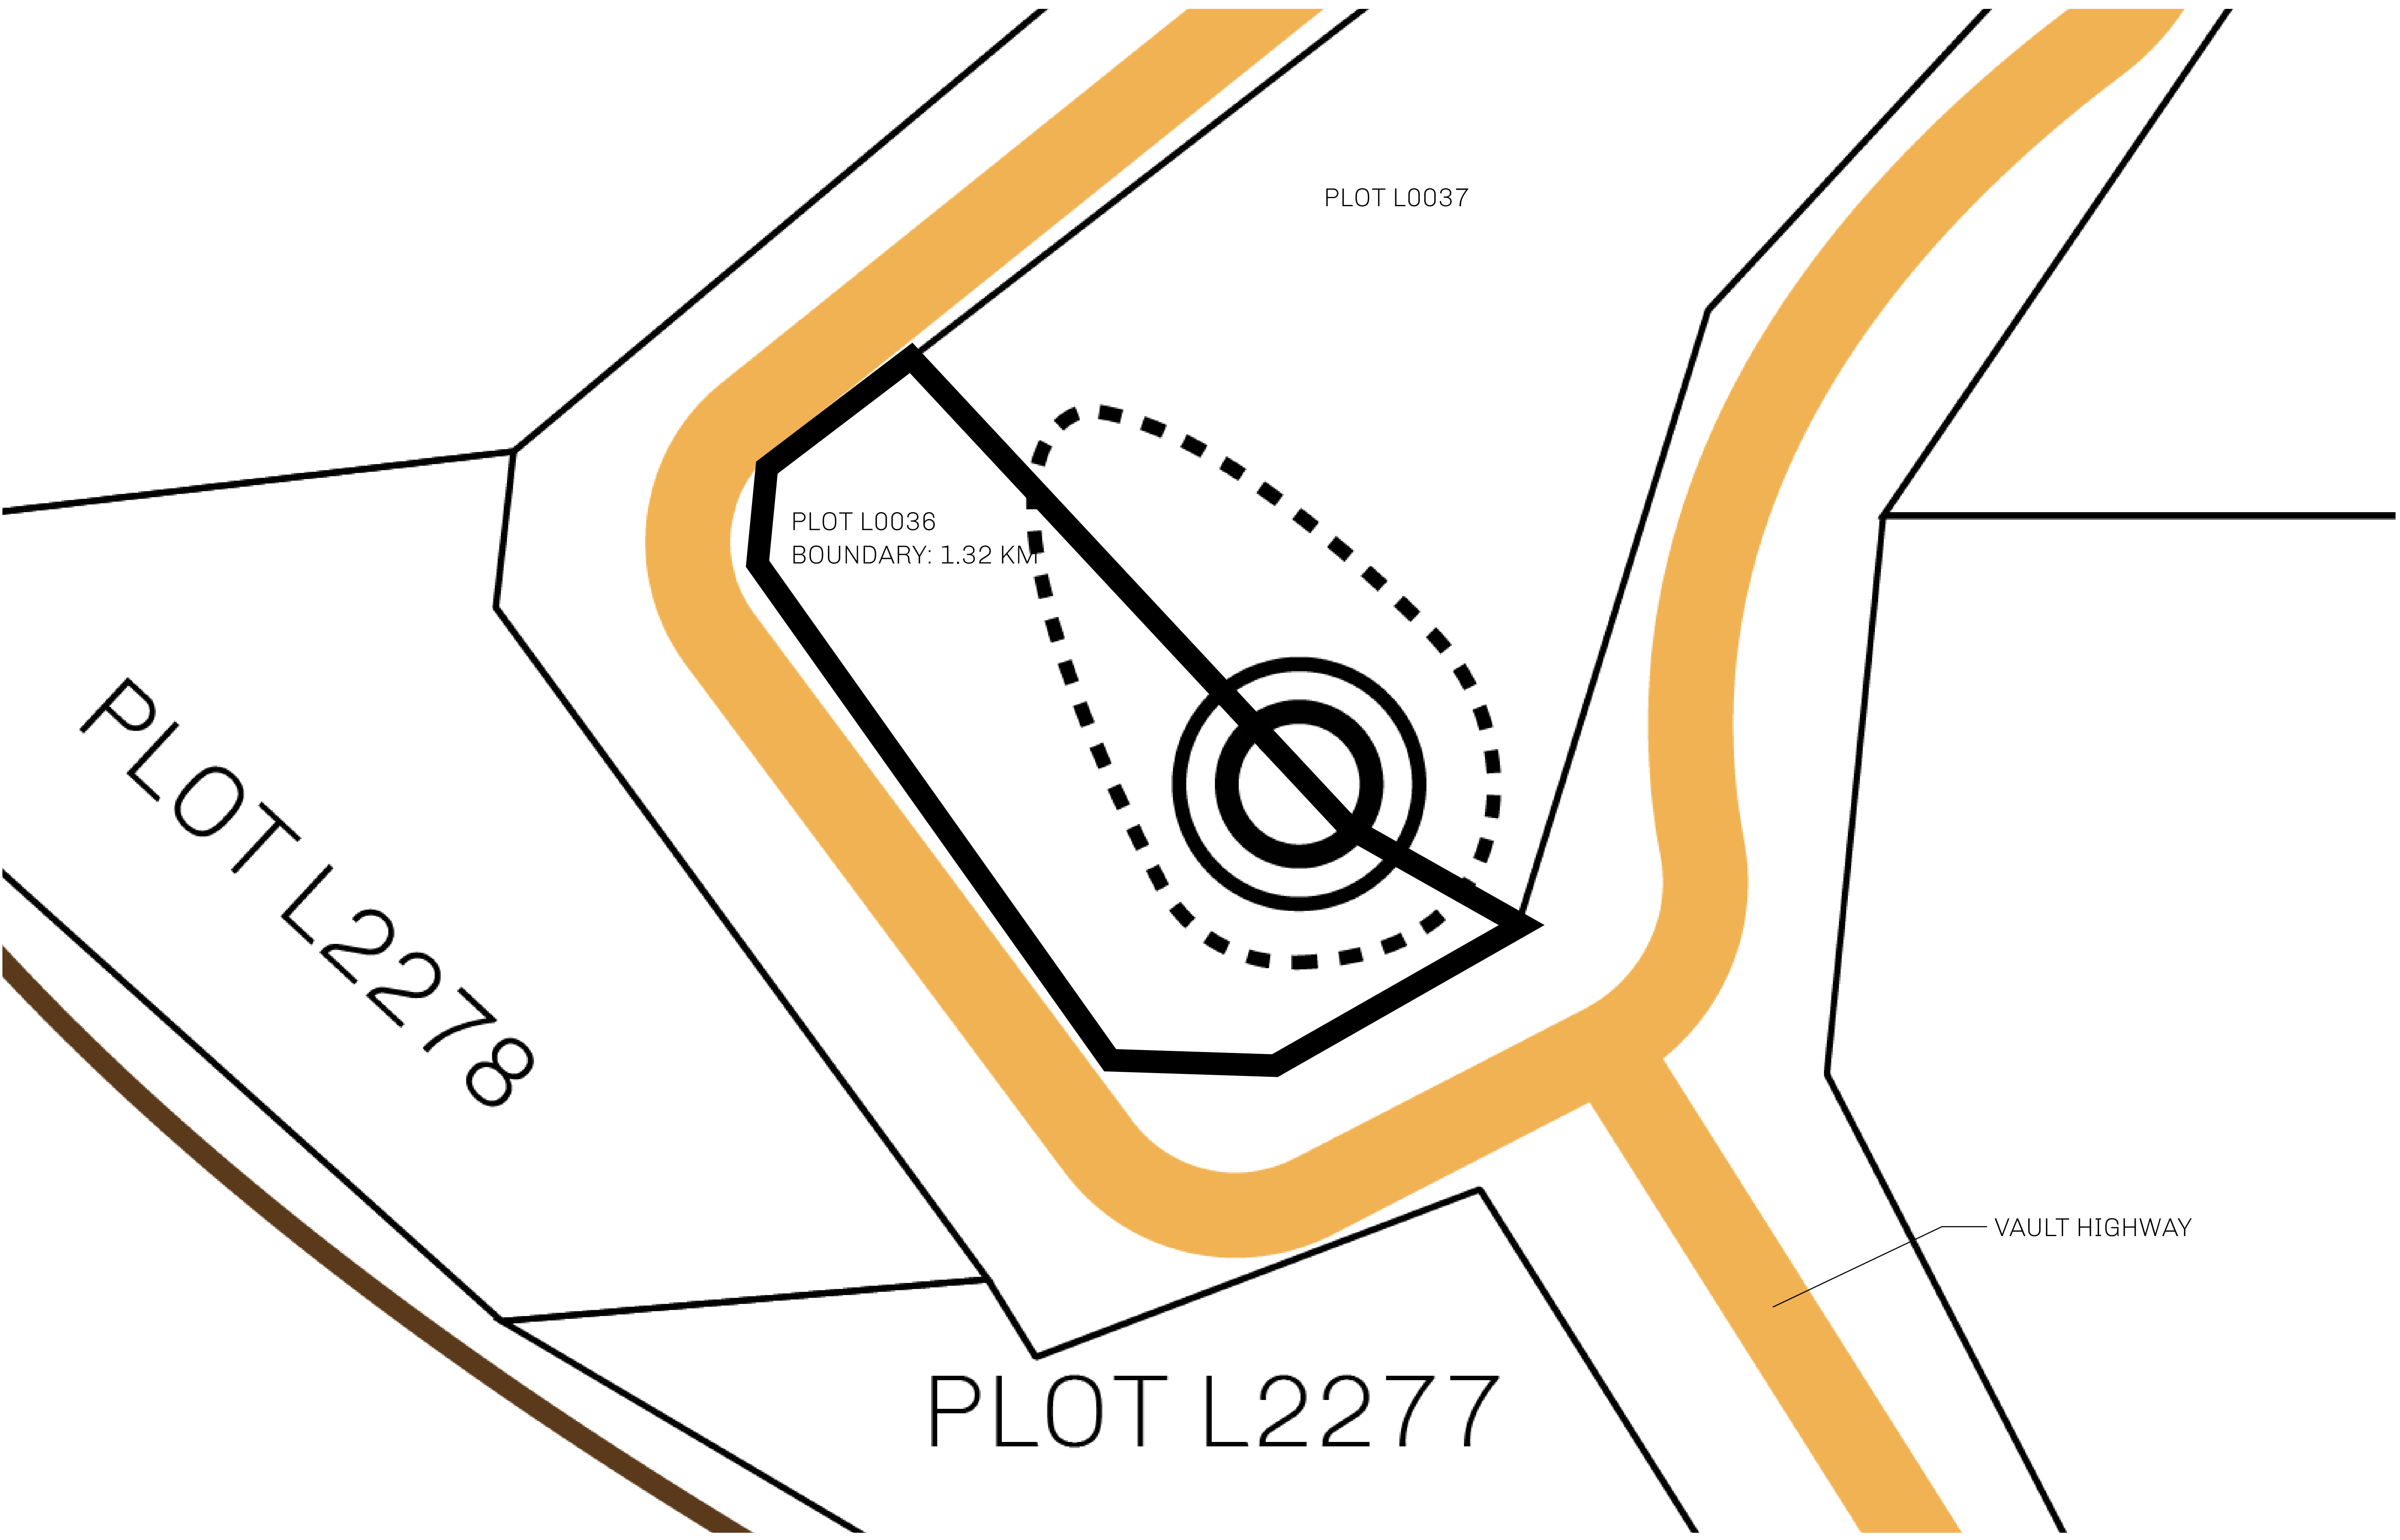 PLOT L0037
PLOT L0036
BOUNDARY: 1.32 KM
PLOT L2278
VAULT HIGHWAY
PLOT L2277